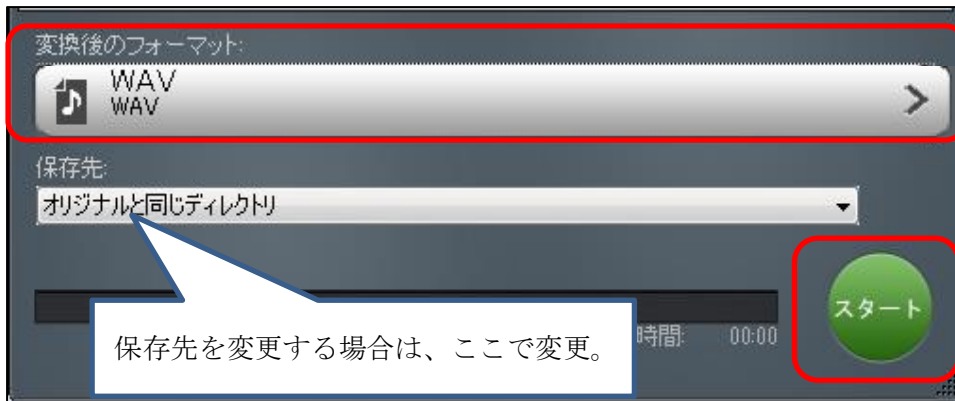 変換後のフォーマット:
WAV
WAV
保存先:
オリジナルと同じディレクトリ
スタート
時間: 00:00
保存先を変更する場合は、ここで変更。